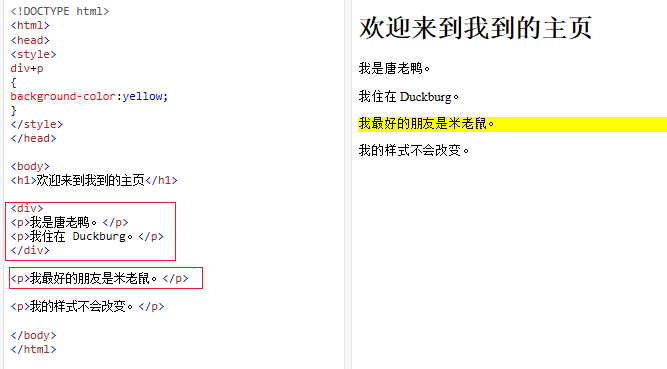 <!DOCTYPE html>
<html>
<head>
<style>
div+p
{
background-color:yellow;
}
</style>
</head>
<body>
<h1>欢迎来到我到的主页</h1>
<div>
<p>我是唐老鸭。</p>
<p>我住在 Duckburg。</p>
</div>
<p>我最好的朋友是米老鼠。</p>
<p>我的样式不会改变。</p>
</body>
</html>
欢迎来到我到的主页
我是唐老鸭。
我住在 Duckburg。
我最好的朋友是米老鼠。
我的样式不会改变。